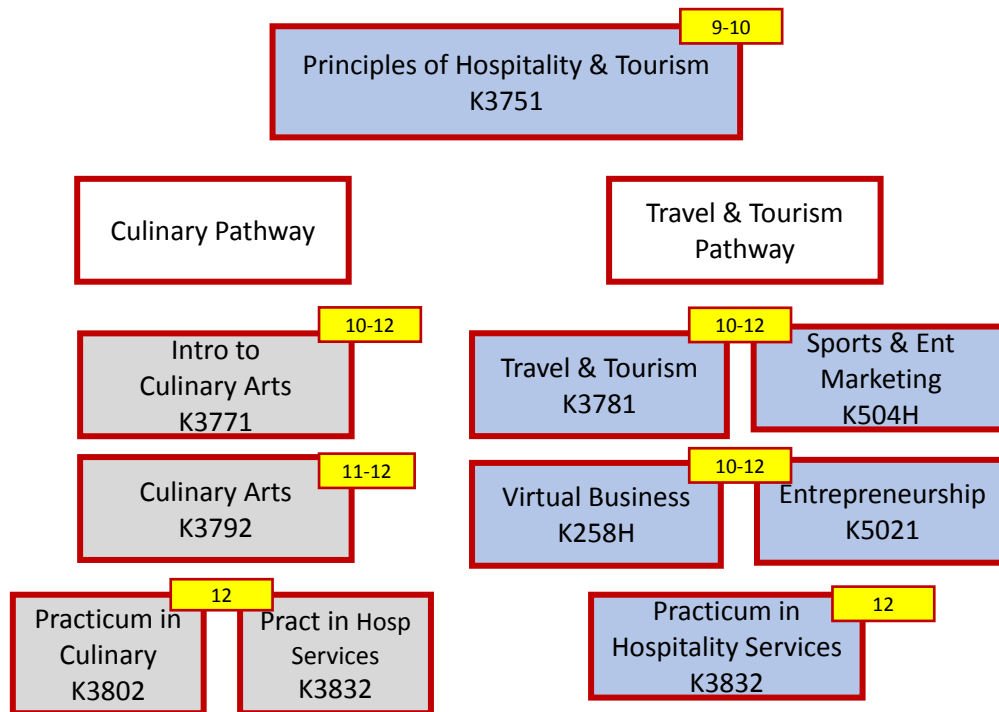 9-10
Principles of Hospitality & Tourism
K3751
Culinary Pathway
Travel & Tourism
Pathway
10-12
Intro to
Culinary Arts
K3771
10-12
Travel & Tourism
K3781
Sports & Ent
Marketing
K504H
11-12
Culinary Arts
K3792
10-12
Virtual Business
K258H
Entrepreneurship
K5021
12
Practicum in
Culinary
K3802
Pract in Hosp
Services
K3832
12
Practicum in
Hospitality Services
K3832